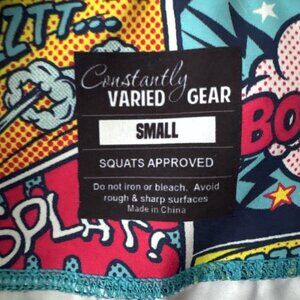 ZTT...
Constantly
VARIED GEAR
SMALL
BO
SQUATS APPROVED
Do not iron or bleach. Avoid
rough & sharp surfaces
Made in China
SPLAT!